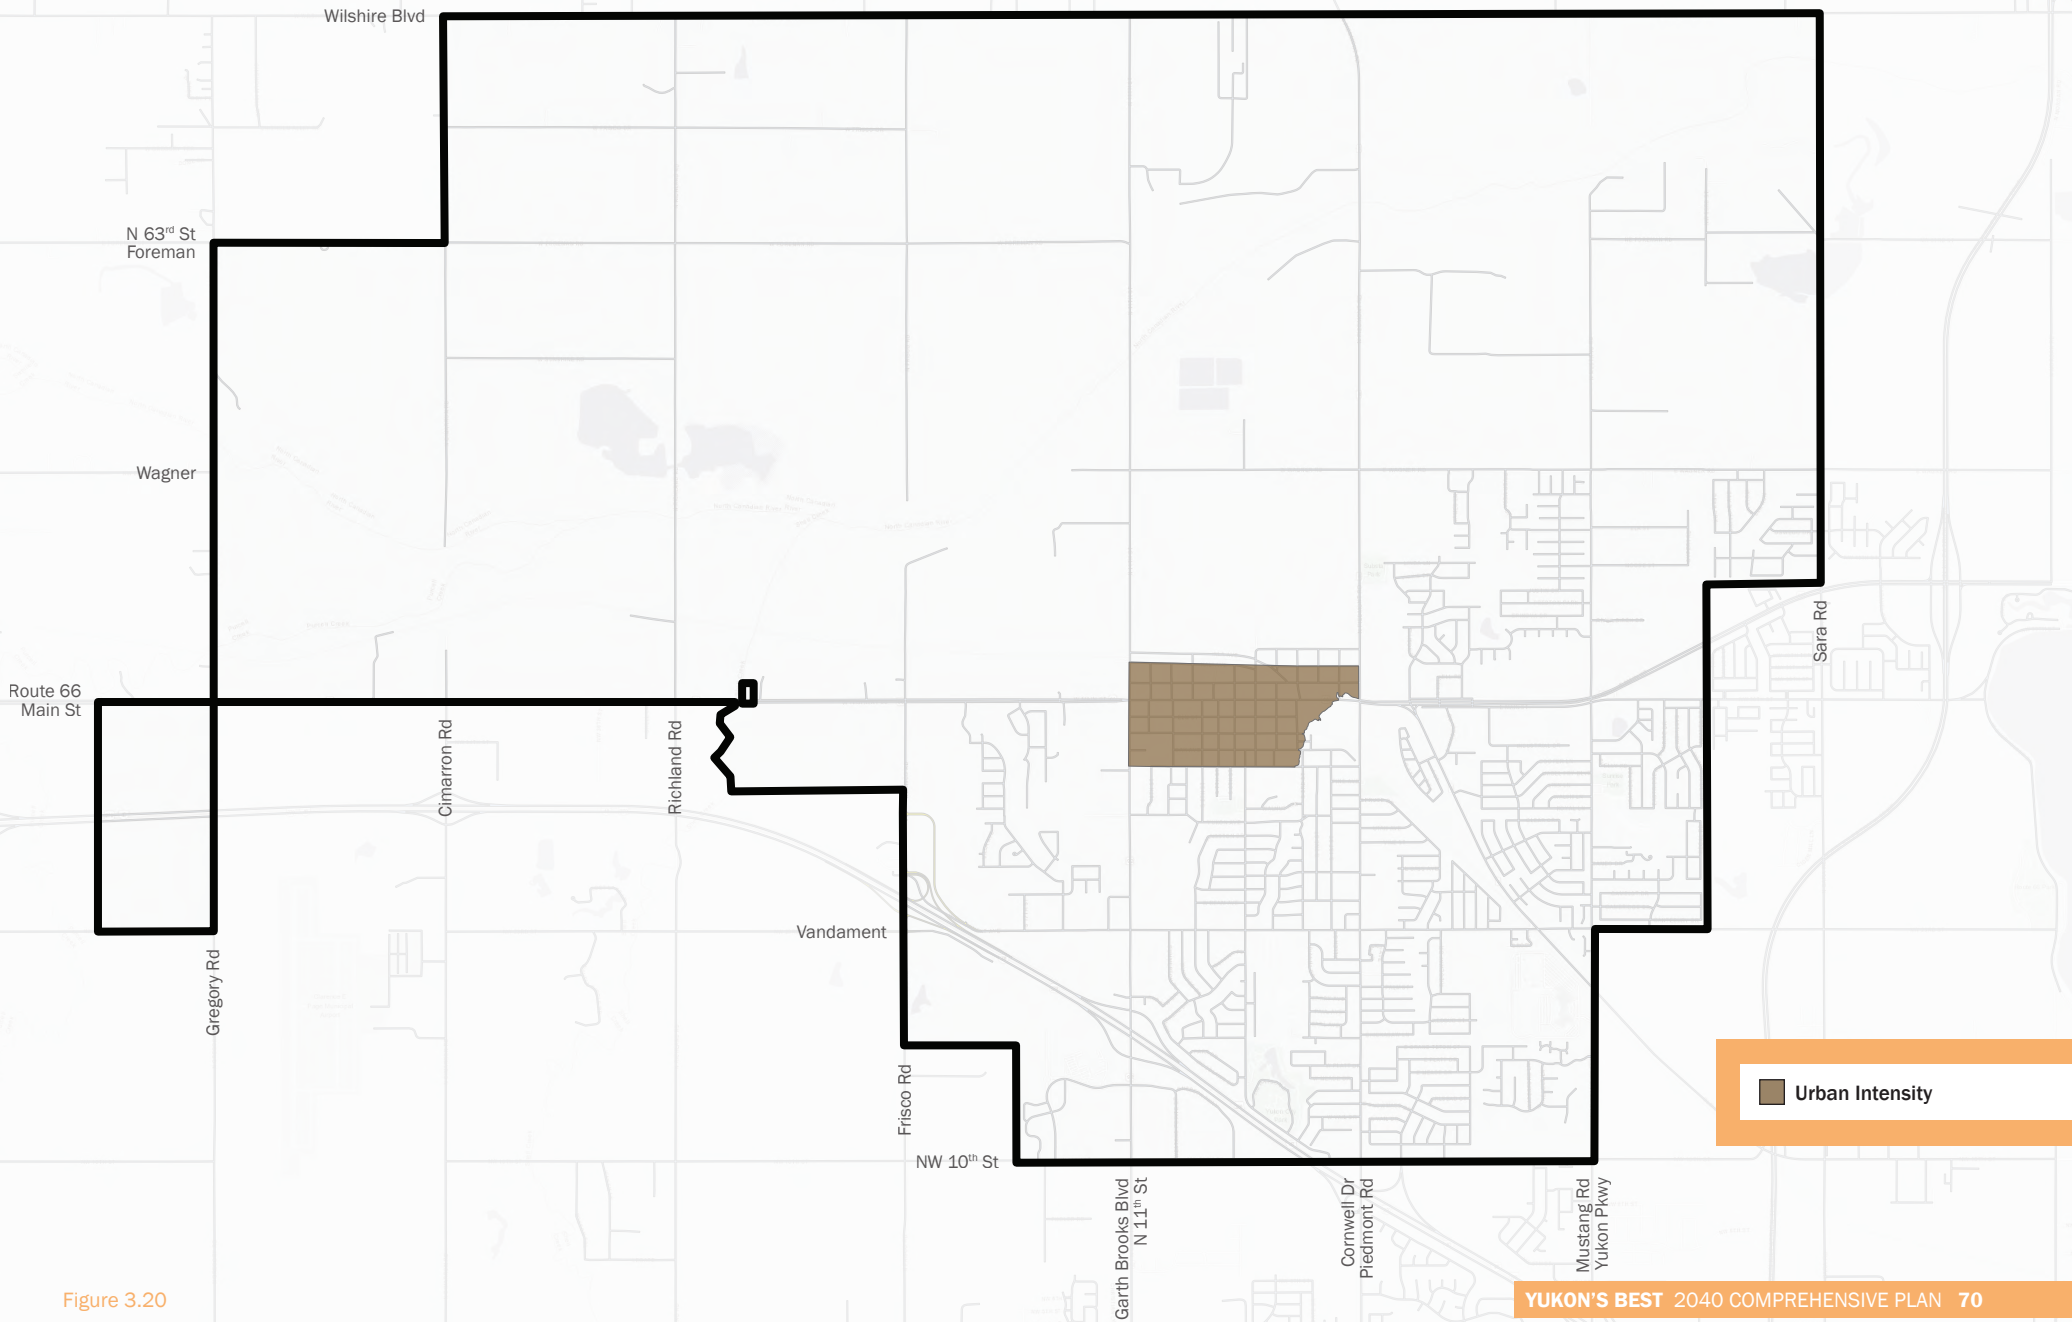 Wilshire Blvd
N 63rd St
Foreman
Wagner
Route 66
Main St
Sara Rd
Cimarron Rd
Richland Rd
Vandament
Gregory Rd
Frisco Rd
Urban Intensity
NW 10th St
Garth Brooks Blvd
N 11th St
Cornwell Dr
Piedmont Rd
Mustang Rd
Yukon Pkwy
Figure 3.20
YUKON'S BEST 2040 COMPREHENSIVE PLAN 70